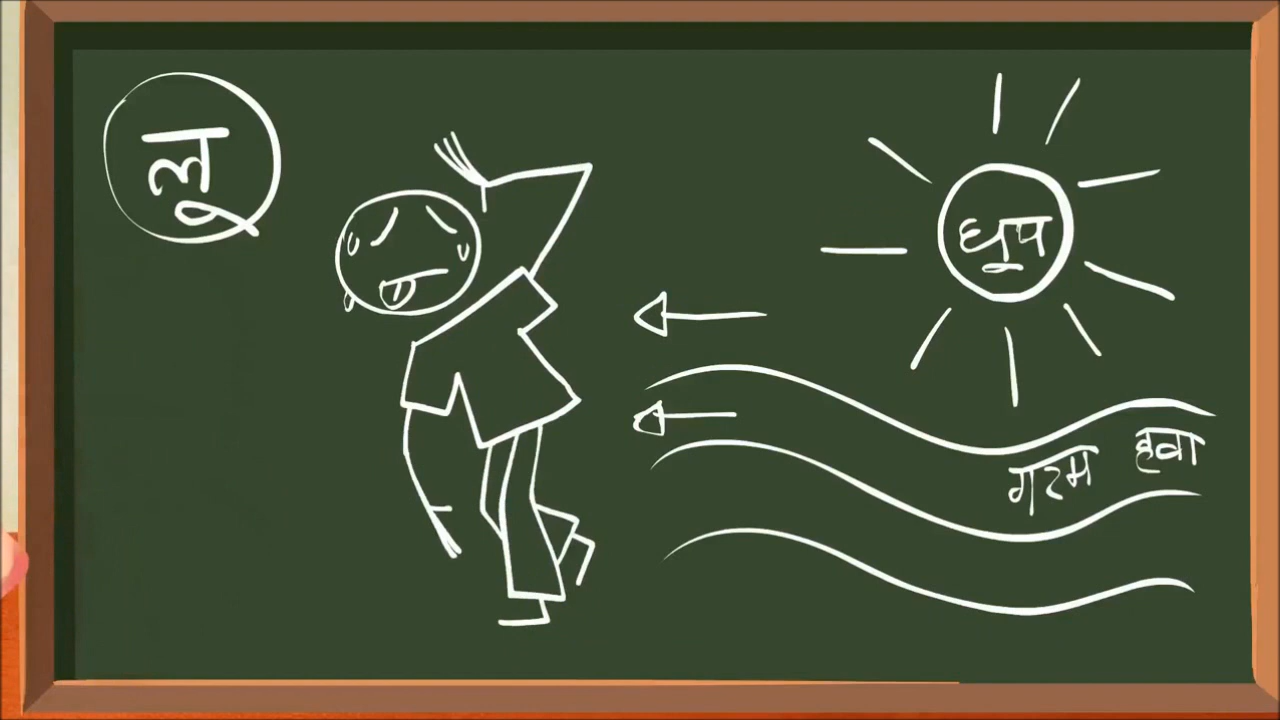 लू
धूप
गरम हवा